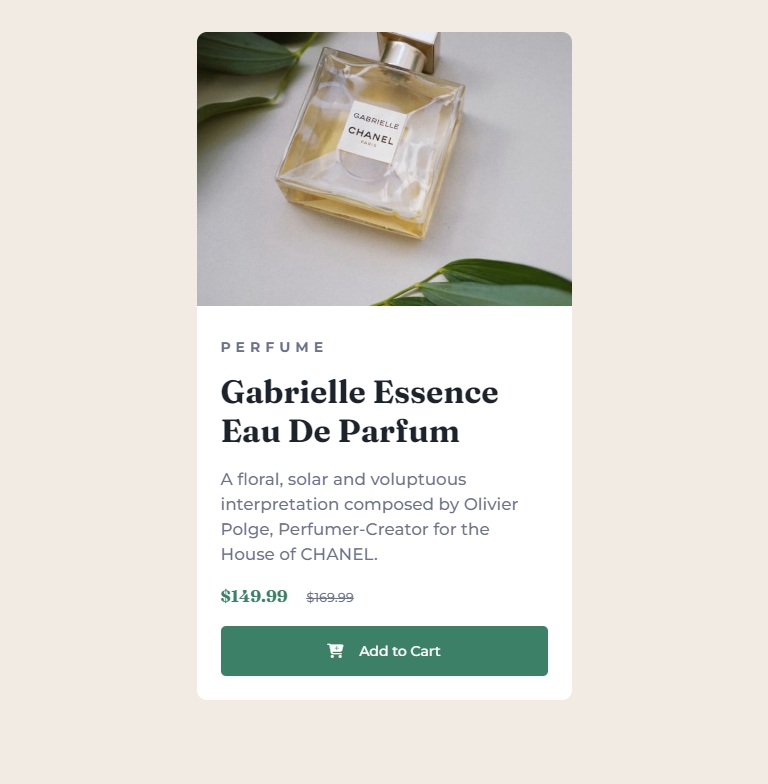 GABRIELLE
CHANEL
PARIS
PERFUME
Gabrielle Essence
Eau De Parfum
A floral, solar and voluptuous
interpretation composed by Olivier
Polge, Perfumer-Creator for the
House of CHANEL.
$149.99 $169.99
Add to Cart